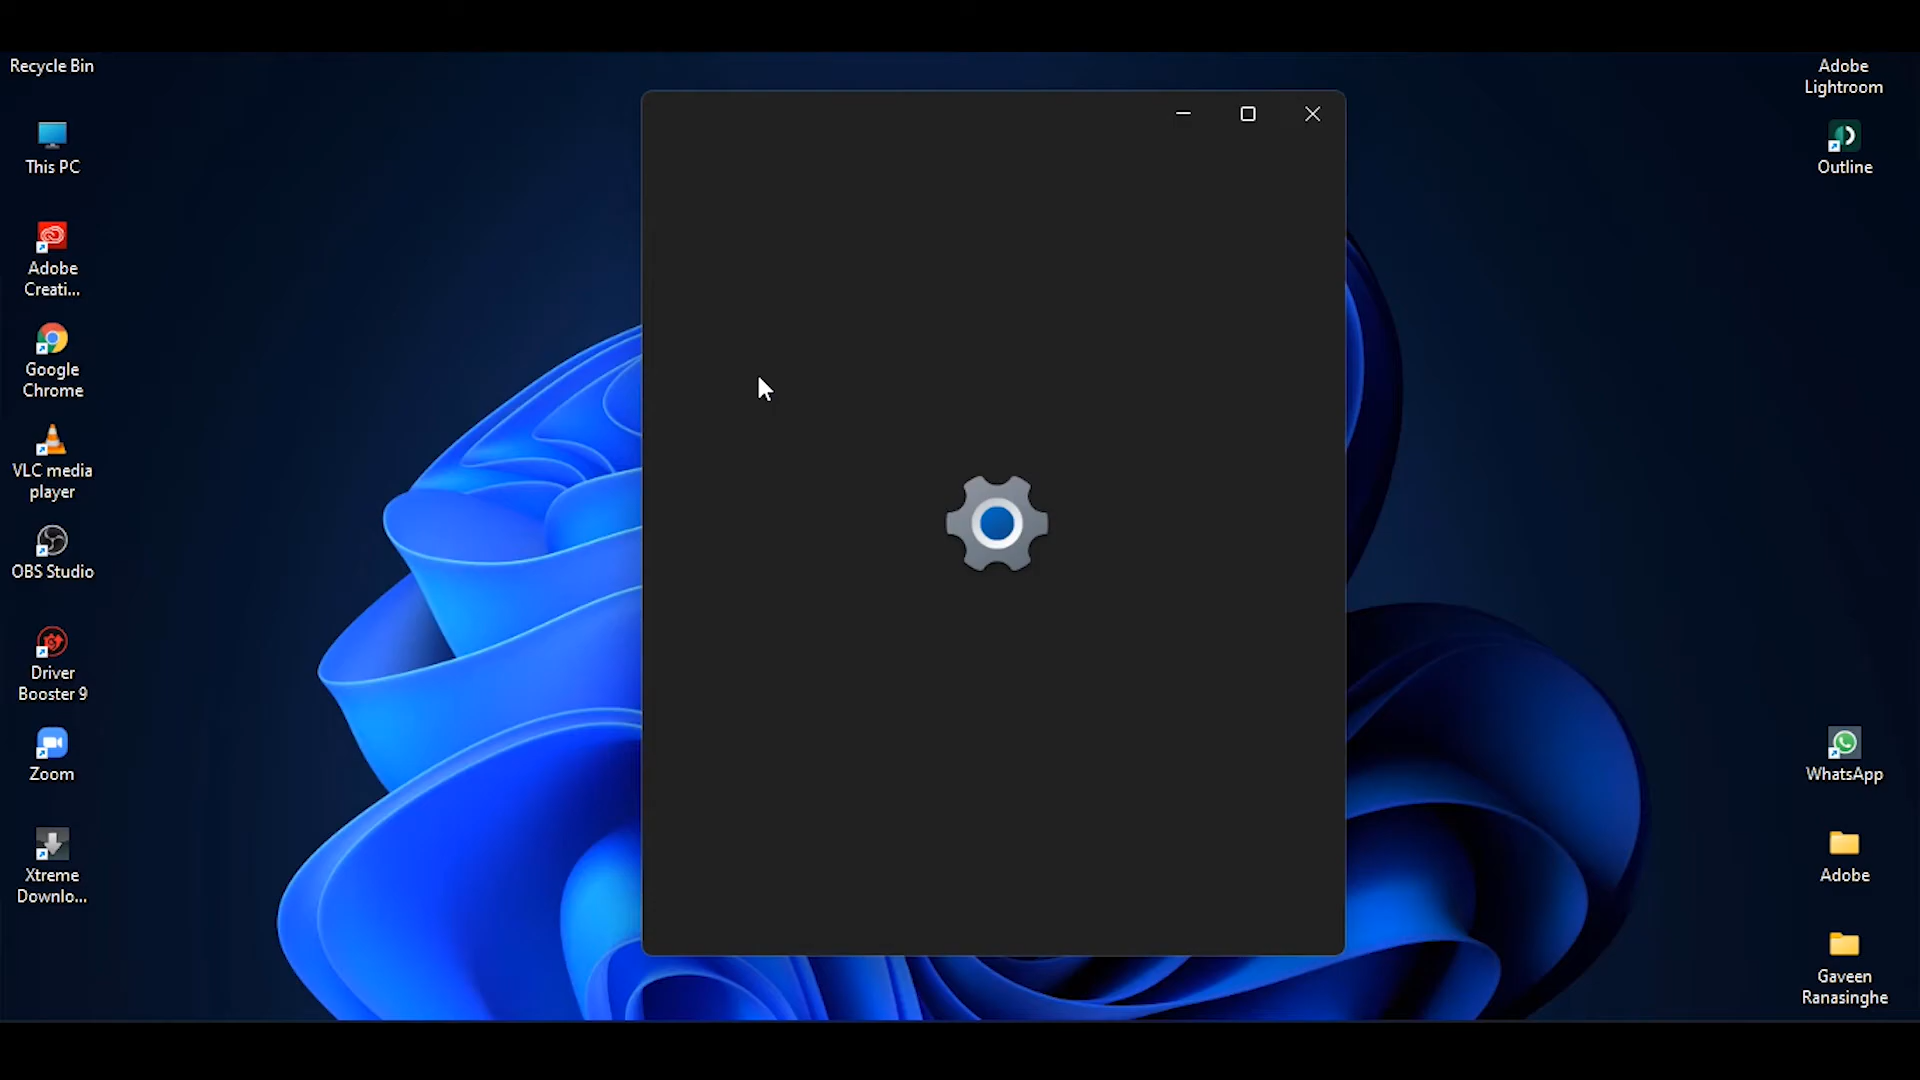 Recycle Bin
This PC
Adobe
Creati...
Google
Chrome
VLC media
player
OBS Studio
Driver
Booster 9
Zoom
Xtreme
Downlo...
Adobe
Lightroom
Outline
WhatsApp
Adobe
Gaveen
Ranasinghe